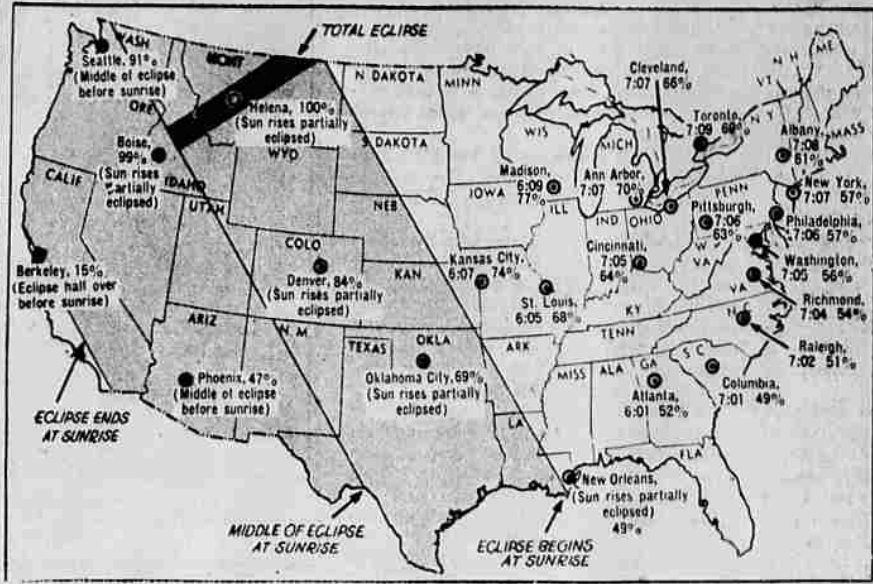 TOTAL ECLIPSE
WASH
Seattle, 91%
(Middle of eclipse
before sunrise)
MONT
Helena, 100%
(Sun rises partially
eclipsed)
ORE
Boise,
99%
(Sun rises
partially
eclipsed)
IDAHO
WYO
N DAKOTA
S. DAKOTA
NEB
MINN
WIS
MICH
IOWA
ILL
IND
OHIO
Cleveland,
7:07 66%
Toronto,
7:09 69%
N H
ME
VT
N Y
Albany,
7:08
61%
MASS
Madison,
6:09
77%
Ann Arbor,
7:07 70%
PENN
New York,
7:07 57%
Pittsburgh,
7:06
63%
Philadelphia,
7:06 57%
Washington,
7:05 56%
W
VA
VA
Richmond,
7:04 54%
N C
Raleigh,
7:02 51%
CALIF
UTAH
COLO
Denver, 84%
(Sun rises partially
eclipsed)
KAN
Kansas City,
6:07 74%
St. Louis,
6:05 68%
Cincinnati,
7:05
64%
KY
TENN
Berkeley, 15%
(Eclipse half over
before sunrise)
ARIZ
N M
Phoenix, 47%
(Middle of eclipse
before sunrise)
TEXAS
OKLA
Oklahoma City, 69%
(Sun rises partially
eclipsed)
ARK
LA
MISS
ALA
GA
Atlanta,
6:01 52%
S C
Columbia,
7:01 49%
FLA
New Orleans,
(Sun rises partially
eclipsed)
49%
ECLIPSE ENDS
AT SUNRISE
MIDDLE OF ECLIPSE
AT SUNRISE
ECLIPSE BEGINS
AT SUNRISE